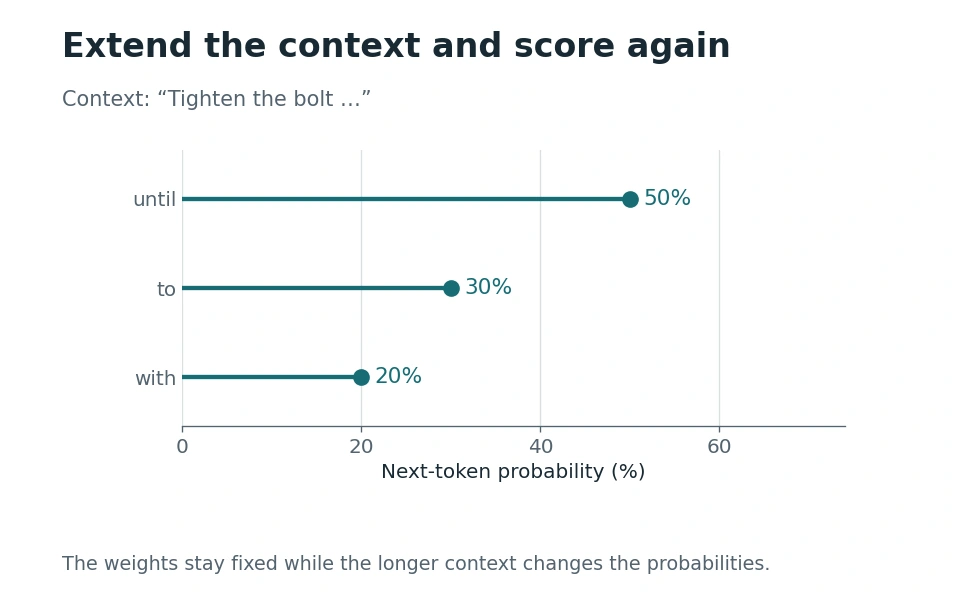 Extend the context and score again
Context: “Tighten the bolt …”
until
50%
to
30%
with
20%
0
20
40
60
Next-token probability (%)
The weights stay fixed while the longer context changes the probabilities.